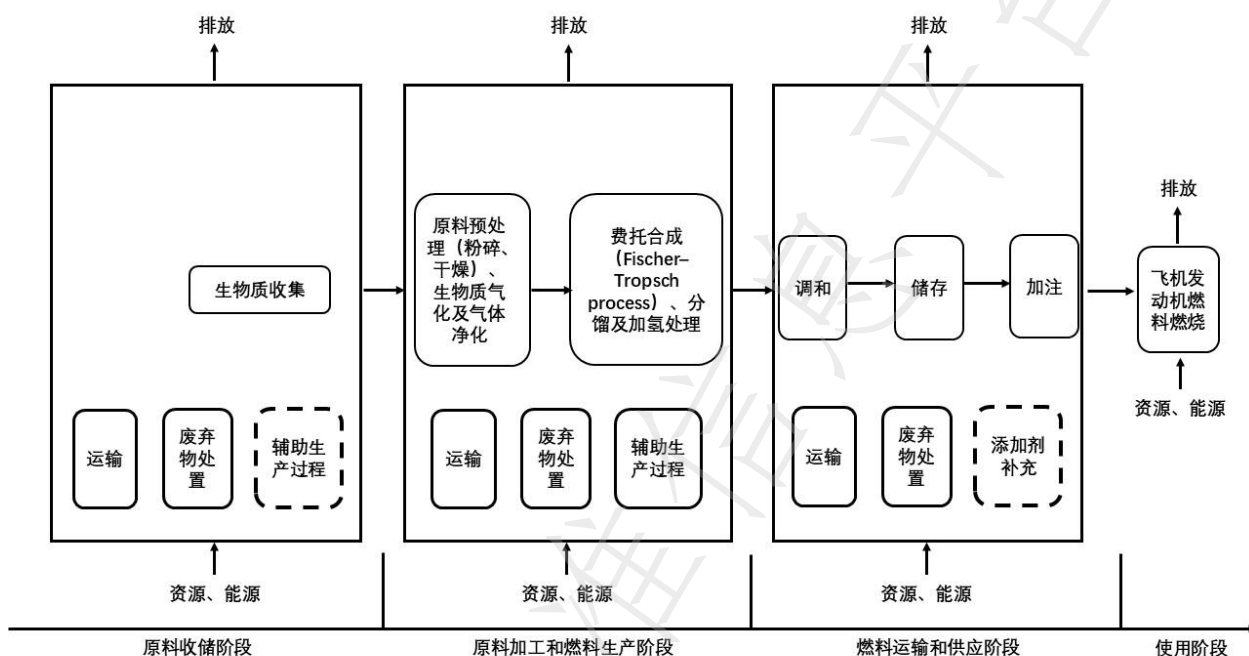 排放
排放
排放
生物质收集
运输
废弃
物处
置
辅助生
产过程
资源、能源
原料预处
理（粉碎、
干燥）、
生物质气
化及气体
净化
费托合成
（Fischer–
Tropsch
process）、分
馏及加氢处理
运输
废弃
物处
置
辅助生
产过程
资源、能源
调和
储存
加注
运输
废弃
物处
置
添加剂
补充
资源、能源
排放
飞机发
动机燃
料燃烧
资源、能源
原料收储阶段
原料加工和燃料生产阶段
燃料运输和供应阶段
使用阶段